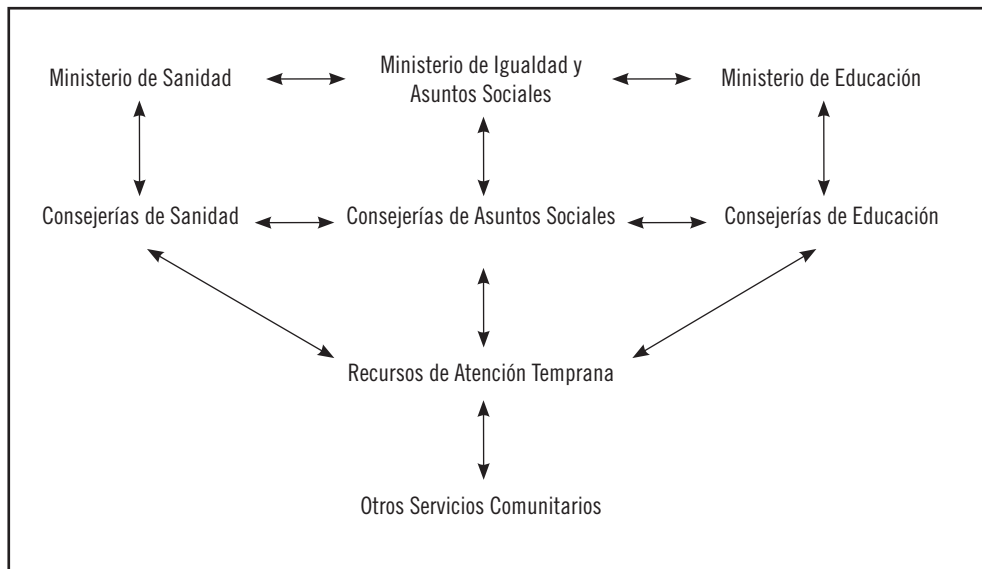 Ministerio de Sanidad
Ministerio de Igualdad y
Asuntos Sociales
Ministerio de Educación
Consejerías de Sanidad
Consejerías de Asuntos Sociales
Consejerías de Educación
Recursos de Atención Temprana
Otros Servicios Comunitarios